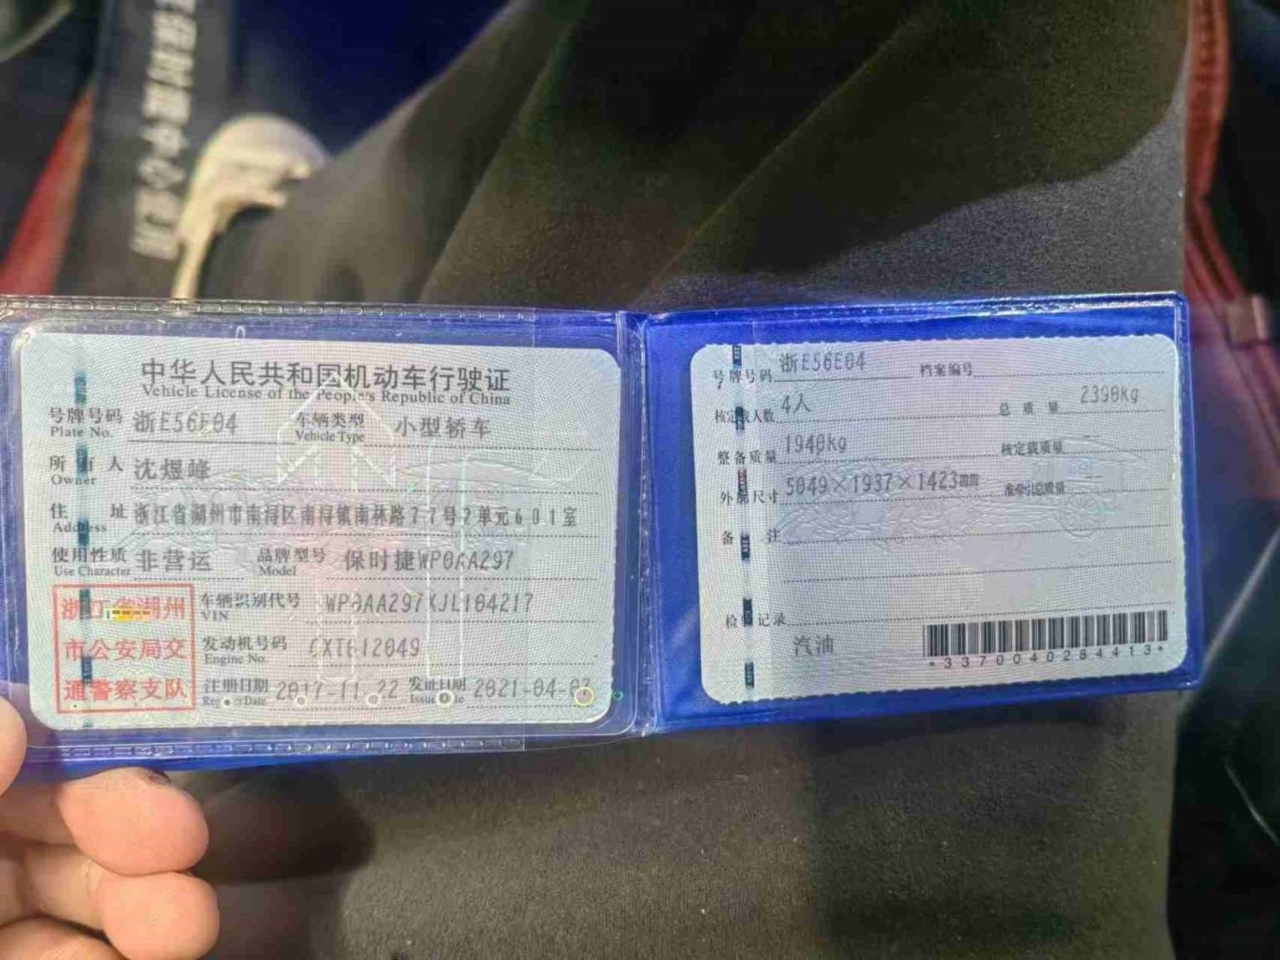 中华人民共和国机动车行驶证
Vehicle License of the People's Republic of China
号牌号码 浙E56E04 车辆类型 小型轿车
Plate No. Vehicle Type
所有人 沈煜峰
Owner
住址 浙江省湖州市南浔区南浔镇南林路77号2单元601室
Address
使用性质 非营运 品牌型号 保时捷WP0AA297
Use Character Model
浙江省湖州
市公安局交
通警察支队
车辆识别代号 WP0AA297XJL104217
VIN
发动机号码
Engine No.
注册日期 2017-11-22 发证日期 2021-04-07
Register Date Issue Date
号牌号码 浙E56E04 档案编号
核定载人数 4人 总质量 2390kg
整备质量 1940kg 核定载质量 --
外廓尺寸 5049×1937×1423mm 准牵引总质量 --
备注
检验记录
汽油
*3370040284413*